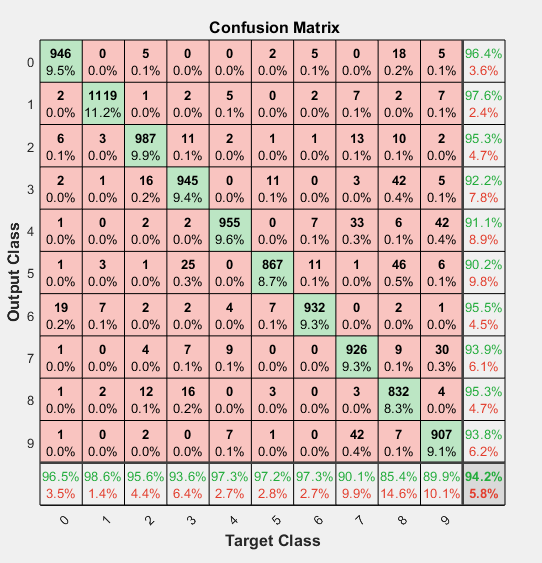 Confusion Matrix
0 946 0 5 0 0 2 5 0 18 5 96.4%
9.5% 0.0% 0.1% 0.0% 0.0% 0.0% 0.1% 0.0% 0.2% 0.1% 3.6%
1 2 1119 1 2 5 0 2 7 2 7 97.6%
0.0% 11.2% 0.0% 0.0% 0.1% 0.0% 0.0% 0.1% 0.0% 0.1% 2.4%
2 6 3 987 11 2 1 1 13 10 2 95.3%
0.1% 0.0% 9.9% 0.1% 0.0% 0.0% 0.0% 0.1% 0.1% 0.0% 4.7%
3 2 1 16 945 0 11 0 3 42 5 92.2%
0.0% 0.0% 0.2% 9.4% 0.0% 0.1% 0.0% 0.0% 0.4% 0.1% 7.8%
4 1 0 2 2 955 0 7 33 6 42 91.1%
0.0% 0.0% 0.0% 0.0% 9.6% 0.0% 0.1% 0.3% 0.1% 0.4% 8.9%
5 1 3 1 25 0 867 11 1 46 6 90.2%
0.0% 0.0% 0.0% 0.3% 0.0% 8.7% 0.1% 0.0% 0.5% 0.1% 9.8%
6 19 7 2 2 4 7 932 0 2 1 95.5%
0.2% 0.1% 0.0% 0.0% 0.0% 0.1% 9.3% 0.0% 0.0% 0.0% 4.5%
7 1 0 4 7 9 0 0 926 9 30 93.9%
0.0% 0.0% 0.0% 0.1% 0.1% 0.0% 0.0% 9.3% 0.1% 0.3% 6.1%
8 1 2 12 16 0 3 0 3 832 4 95.3%
0.0% 0.0% 0.1% 0.2% 0.0% 0.0% 0.0% 0.0% 8.3% 0.0% 4.7%
9 1 0 2 0 7 1 0 42 7 907 93.8%
0.0% 0.0% 0.0% 0.0% 0.1% 0.0% 0.0% 0.4% 0.1% 9.1% 6.2%
96.5% 98.6% 95.6% 93.6% 97.3% 97.2% 97.3% 90.1% 85.4% 89.9% 94.2%
3.5% 1.4% 4.4% 6.4% 2.7% 2.8% 2.7% 9.9% 14.6% 10.1% 5.8%
0 1 2 3 4 5 6 7 8 9
Target Class
Output Class